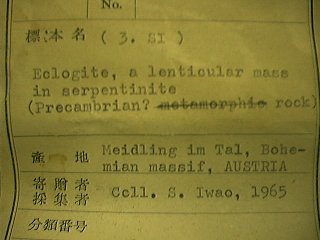 No.
標本名 ( 3. SI )
Eclogite, a lenticular mass
in serpentinite
(Precambrian? metamorphic rock)
産地 Meidling im Tal, Bohe-
mian massif, AUSTRIA
寄贈者
採集者 Coll. S. Iwao, 1965
分類番号